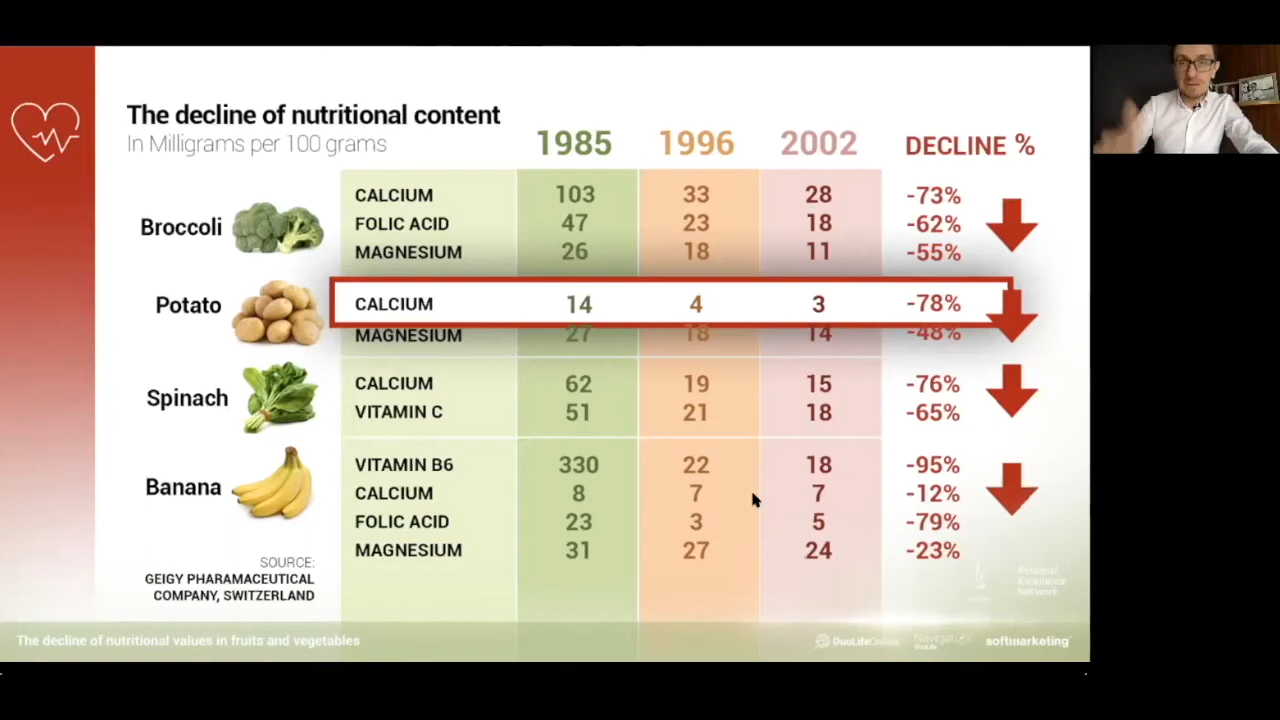 The decline of nutritional content
In Milligrams per 100 grams
1985 1996 2002 DECLINE %
Broccoli
CALCIUM 103 33 28 -73%
FOLIC ACID 47 23 18 -62%
MAGNESIUM 26 18 11 -55%
Potato
CALCIUM 14 4 3 -78%
MAGNESIUM 27 18 14 -48%
Spinach
CALCIUM 62 19 15 -76%
VITAMIN C 51 21 18 -65%
Banana
VITAMIN B6 330 22 18 -95%
CALCIUM 8 7 7 -12%
FOLIC ACID 23 3 5 -79%
MAGNESIUM 31 27 24 -23%
SOURCE:
GEIGY PHARAMACEUTICAL
COMPANY, SWITZERLAND
Personal
Excellence
Network
The decline of nutritional values in fruits and vegetables
DuoLifeOnline
softmarketing